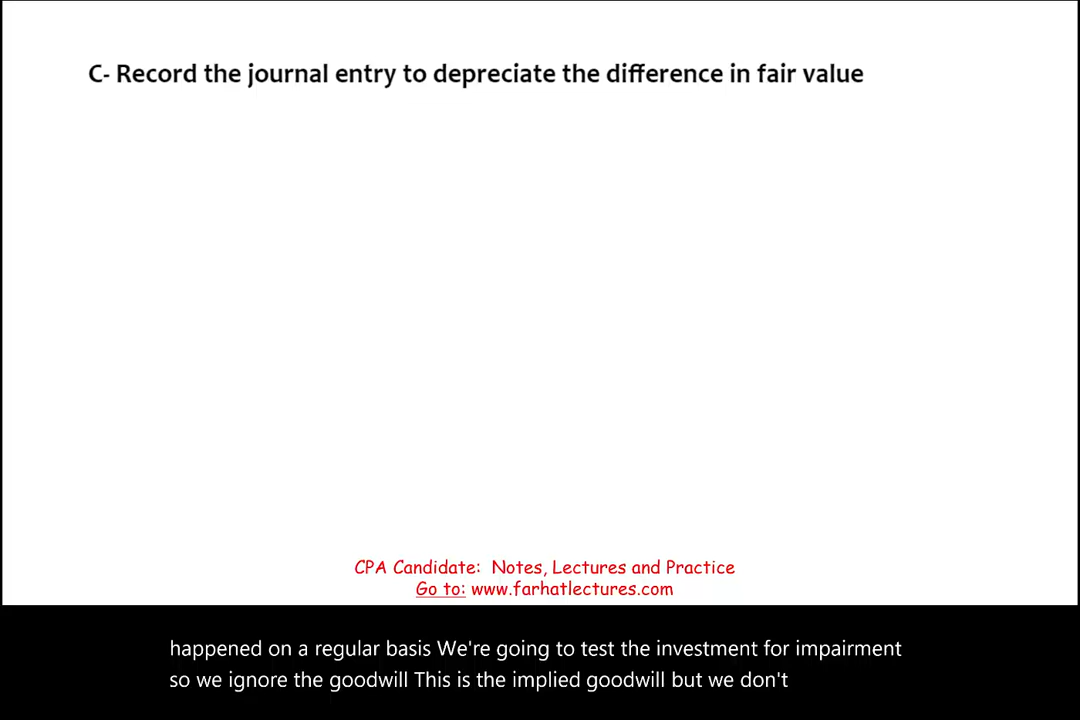 C- Record the journal entry to depreciate the difference in fair value
CPA Candidate: Notes, Lectures and Practice
Go to: www.farhatlectures.com
happened on a regular basis We're going to test the investment for impairment
so we ignore the goodwill This is the implied goodwill but we don't